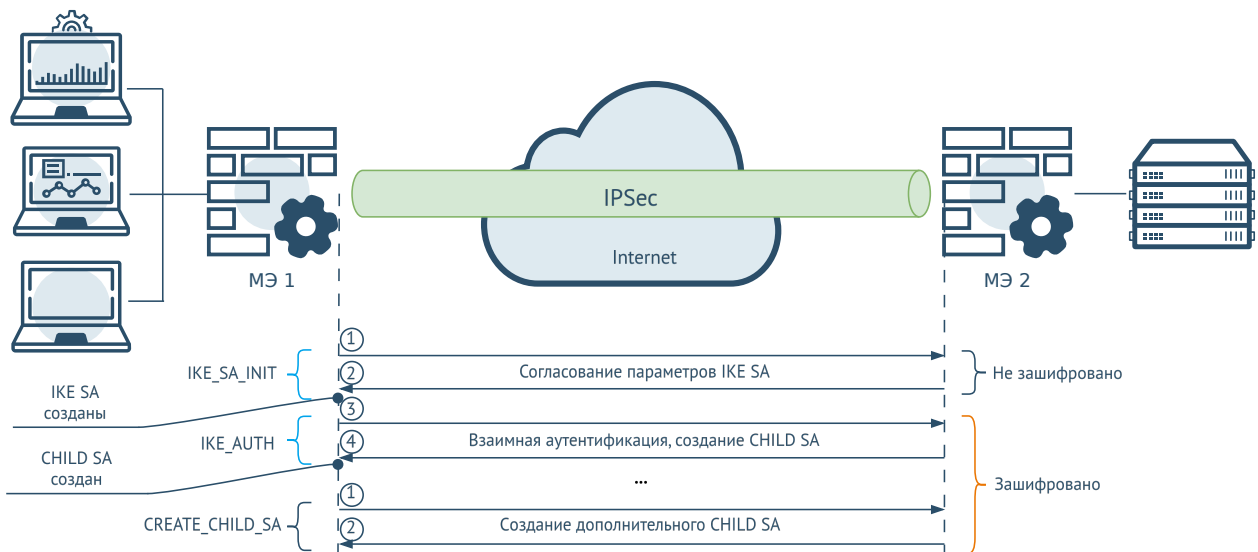 IPSec
Internet
МЭ 1
МЭ 2
1
IKE_SA_INIT
2
Согласование параметров IKE SA
Не зашифровано
IKE SA
созданы
3
IKE_AUTH
4
Взаимная аутентификация, создание CHILD SA
CHILD SA
создан
...
Зашифровано
1
CREATE_CHILD_SA
2
Создание дополнительного CHILD SA